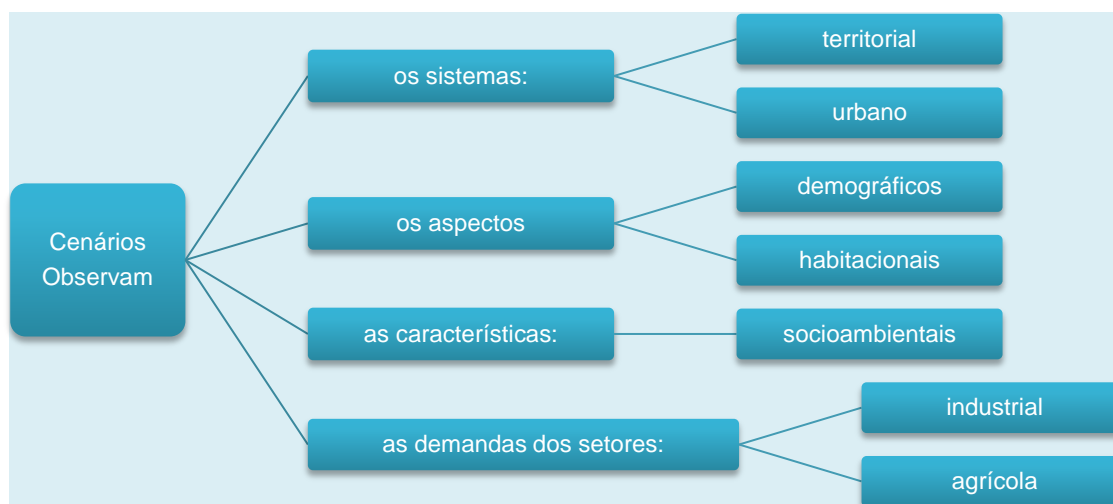 Cenários
Observam
os sistemas:
territorial
urbano
os aspectos
demográficos
habitacionais
as características:
socioambientais
as demandas dos setores:
industrial
agrícola